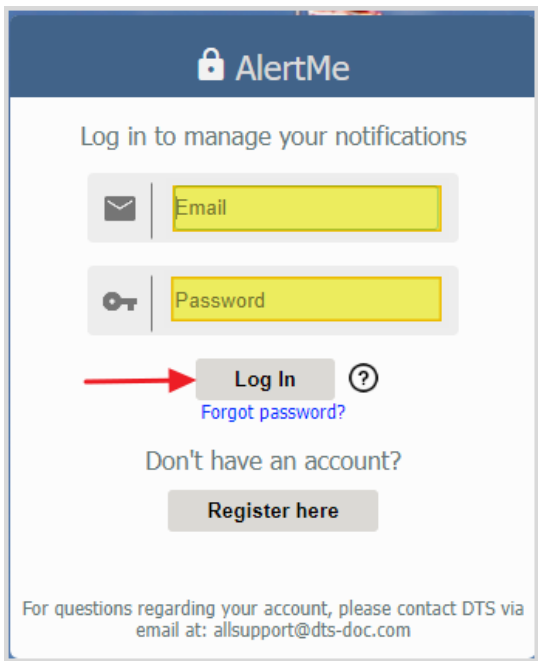 AlertMe
Log in to manage your notifications
Email
Password
Log In
Forgot password?
Don't have an account?
Register here
For questions regarding your account, please contact DTS via
email at: allsupport@dts-doc.com